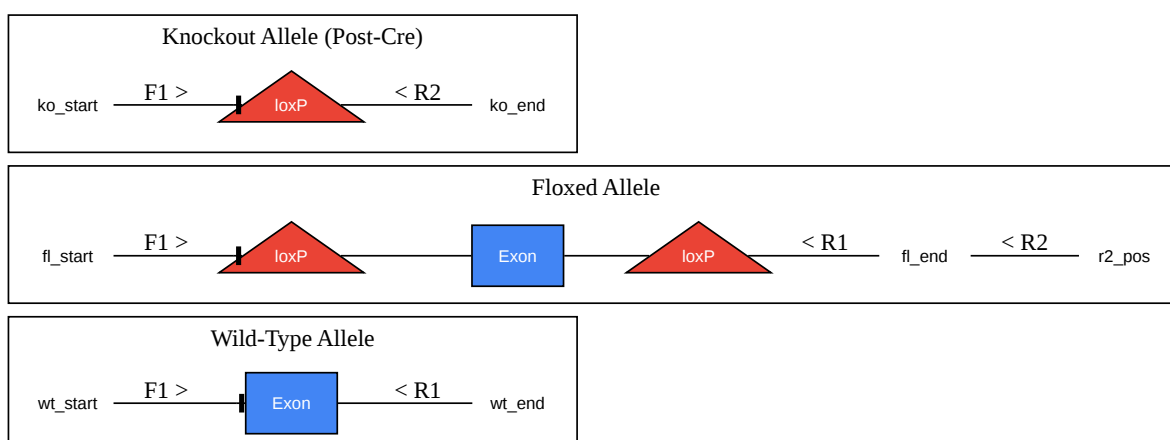 Knockout Allele (Post-Cre)
ko_start F1 > loxP < R2 ko_end
Floxed Allele
fl_start F1 > loxP Exon loxP < R1 fl_end < R2 r2_pos
Wild-Type Allele
wt_start F1 > Exon < R1 wt_end